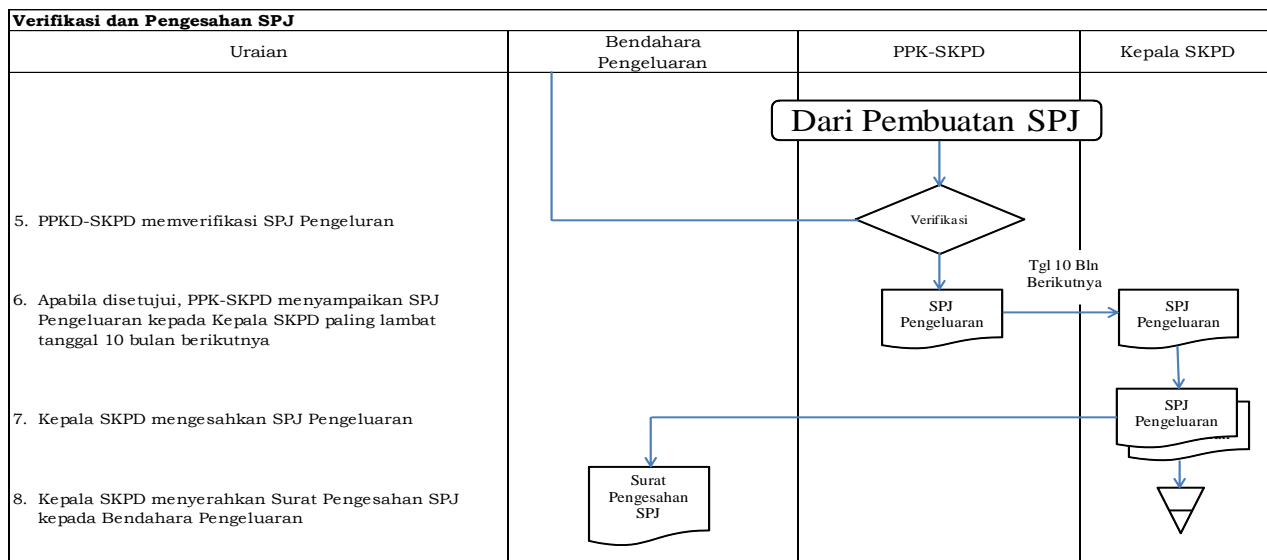 Verifikasi dan Pengesahan SPJ
Uraian
Bendahara
Pengeluaran
PPK-SKPD
Kepala SKPD
Dari Pembuatan SPJ
5. PPKD-SKPD memverifikasi SPJ Pengeluran
Verifikasi
Tgl 10 Bln
Berikutnya
6. Apabila disetujui, PPK-SKPD menyampaikan SPJ
Pengeluaran kepada Kepala SKPD paling lambat
tanggal 10 bulan berikutnya
SPJ
Pengeluaran
SPJ
Pengeluaran
7. Kepala SKPD mengesahkan SPJ Pengeluaran
SPJ
Pengeluaran
8. Kepala SKPD menyerahkan Surat Pengesahan SPJ
kepada Bendahara Pengeluaran
Surat
Pengesahan
SPJ